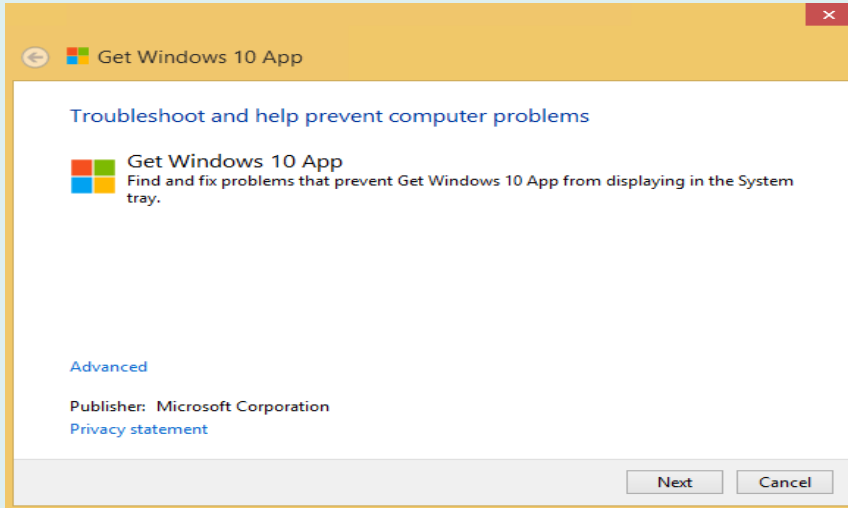 Get Windows 10 App
Troubleshoot and help prevent computer problems
Get Windows 10 App
Find and fix problems that prevent Get Windows 10 App from displaying in the System
tray.
Advanced
Publisher: Microsoft Corporation
Privacy statement
Next Cancel